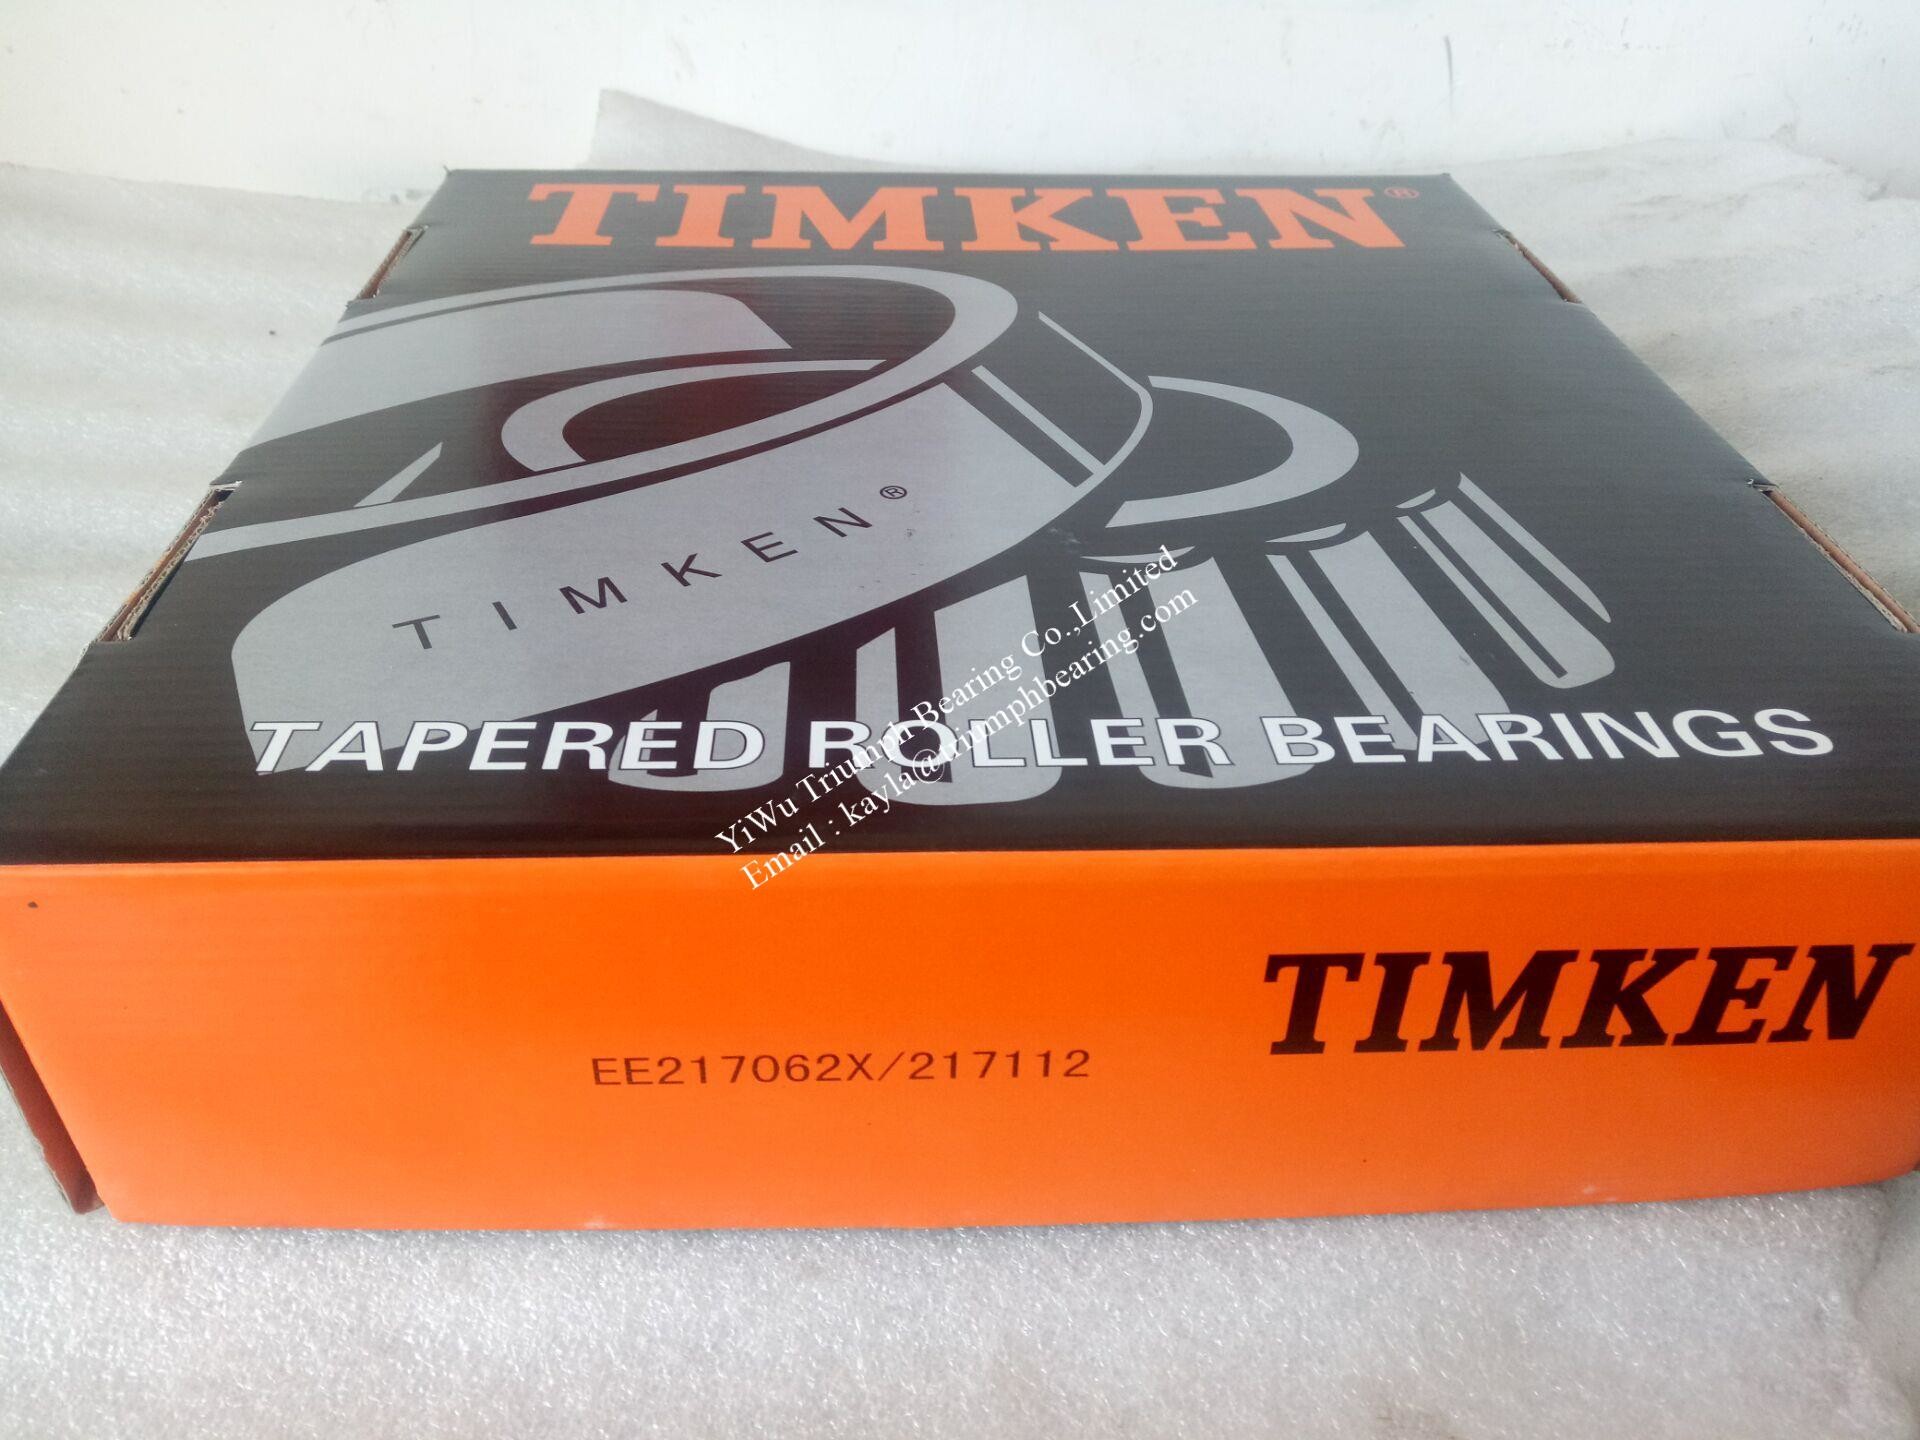 TIMKEN®
TIMKEN®
TAPERED ROLLER BEARINGS
YiWu Triumph Bearing Co.,Limited
Email : kayla@triumphbearing.com
TIMKEN
EE217062X/217112